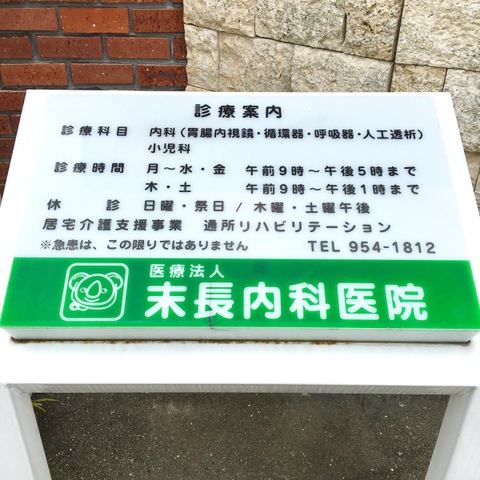 診療案内
診療科目 内科（胃腸内視鏡・循環器・呼吸器・人工透析）
小児科
診療時間 月～水・金 午前9時～午後5時まで
木・土 午前9時～午後1時まで
休診 日曜・祭日 / 木曜・土曜午後
居宅介護支援事業 通所リハビリテーション
※急患は、この限りではありません TEL 954-1812
医療法人
末長内科医院